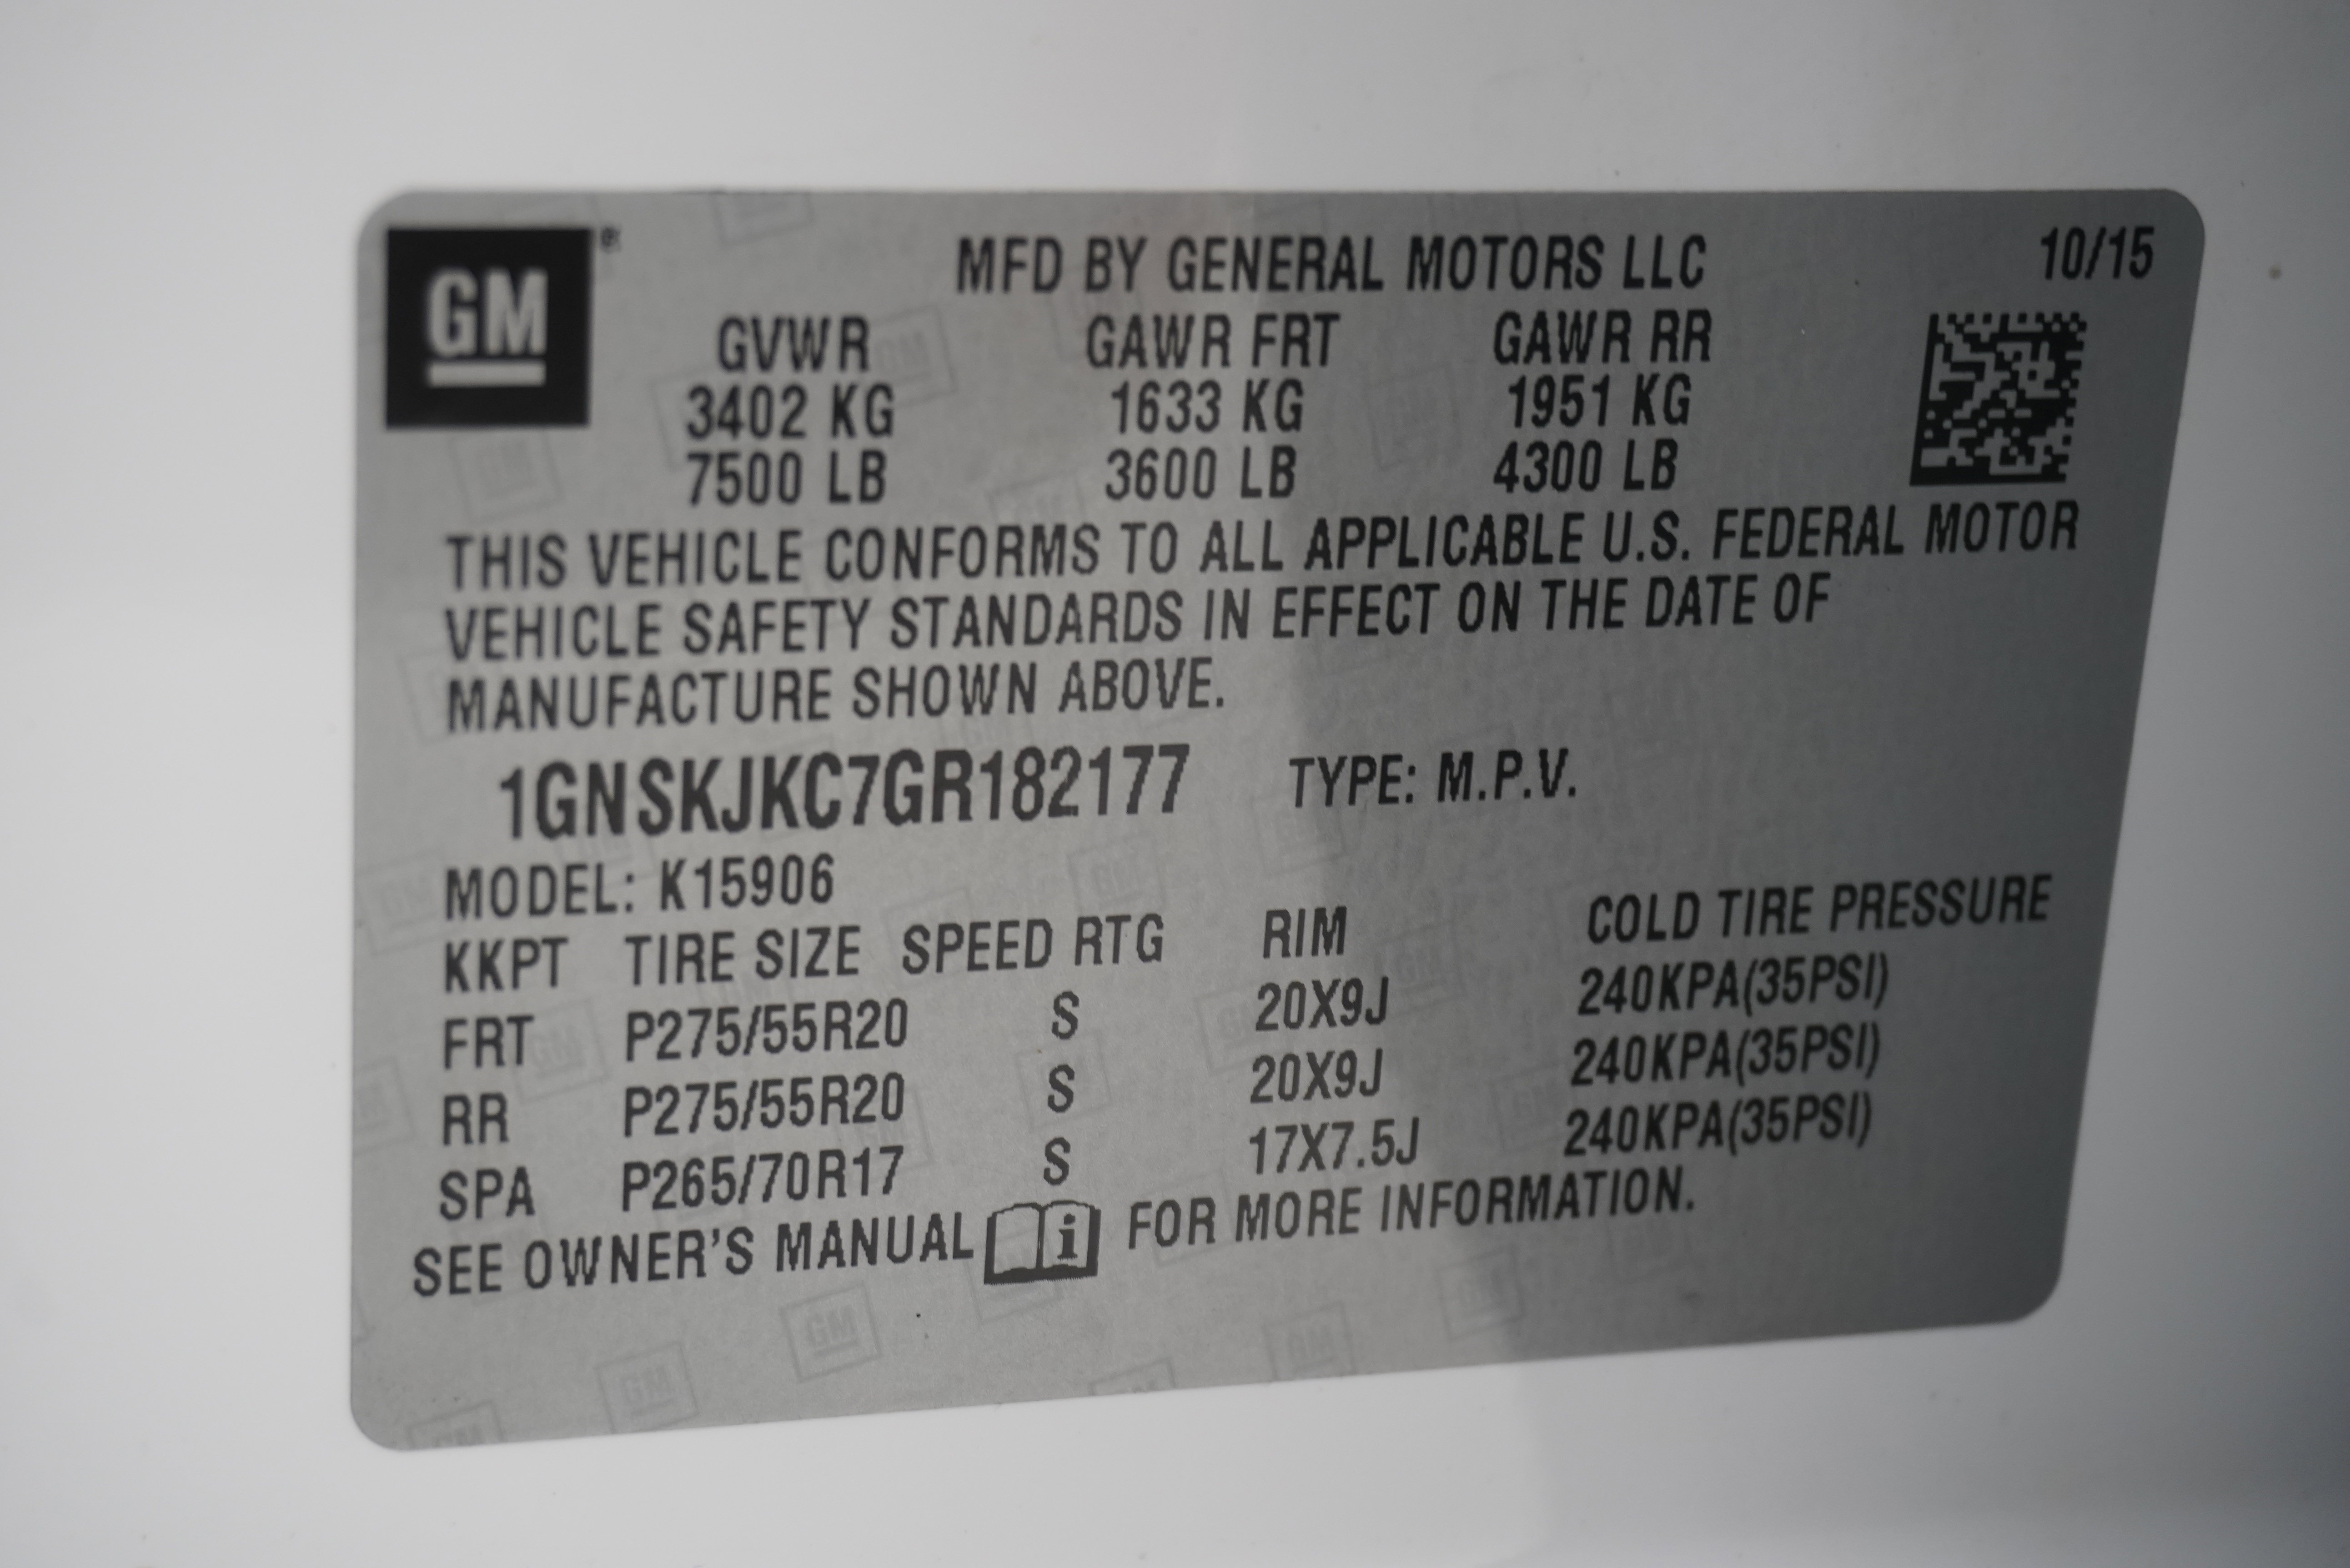 GM
MFD BY GENERAL MOTORS LLC 10/15
GVWR GAWR FRT GAWR RR
3402 KG 1633 KG 1951 KG
7500 LB 3600 LB 4300 LB
THIS VEHICLE CONFORMS TO ALL APPLICABLE U.S. FEDERAL MOTOR
VEHICLE SAFETY STANDARDS IN EFFECT ON THE DATE OF
MANUFACTURE SHOWN ABOVE.
1GNSKJKC7GR182177 TYPE: M.P.V.
MODEL: K15906
KKPT TIRE SIZE SPEED RTG RIM COLD TIRE PRESSURE
FRT P275/55R20 S 20X9J 240KPA(35PSI)
RR P275/55R20 S 20X9J 240KPA(35PSI)
SPA P265/70R17 S 17X7.5J 240KPA(35PSI)
SEE OWNER'S MANUAL i FOR MORE INFORMATION.